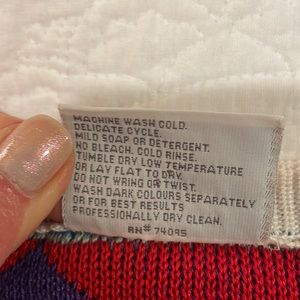 MACHINE WASH COLD.
DELICATE CYCLE.
MILD SOAP OR DETERGENT.
NO BLEACH. COLD RINSE.
TUMBLE DRY LOW TEMPERATURE
OR LAY FLAT TO DRY.
DO NOT WRING OR TWIST.
WASH DARK COLOURS SEPARATELY
OR FOR BEST RESULTS
PROFESSIONALLY DRY CLEAN.
RN# 74095